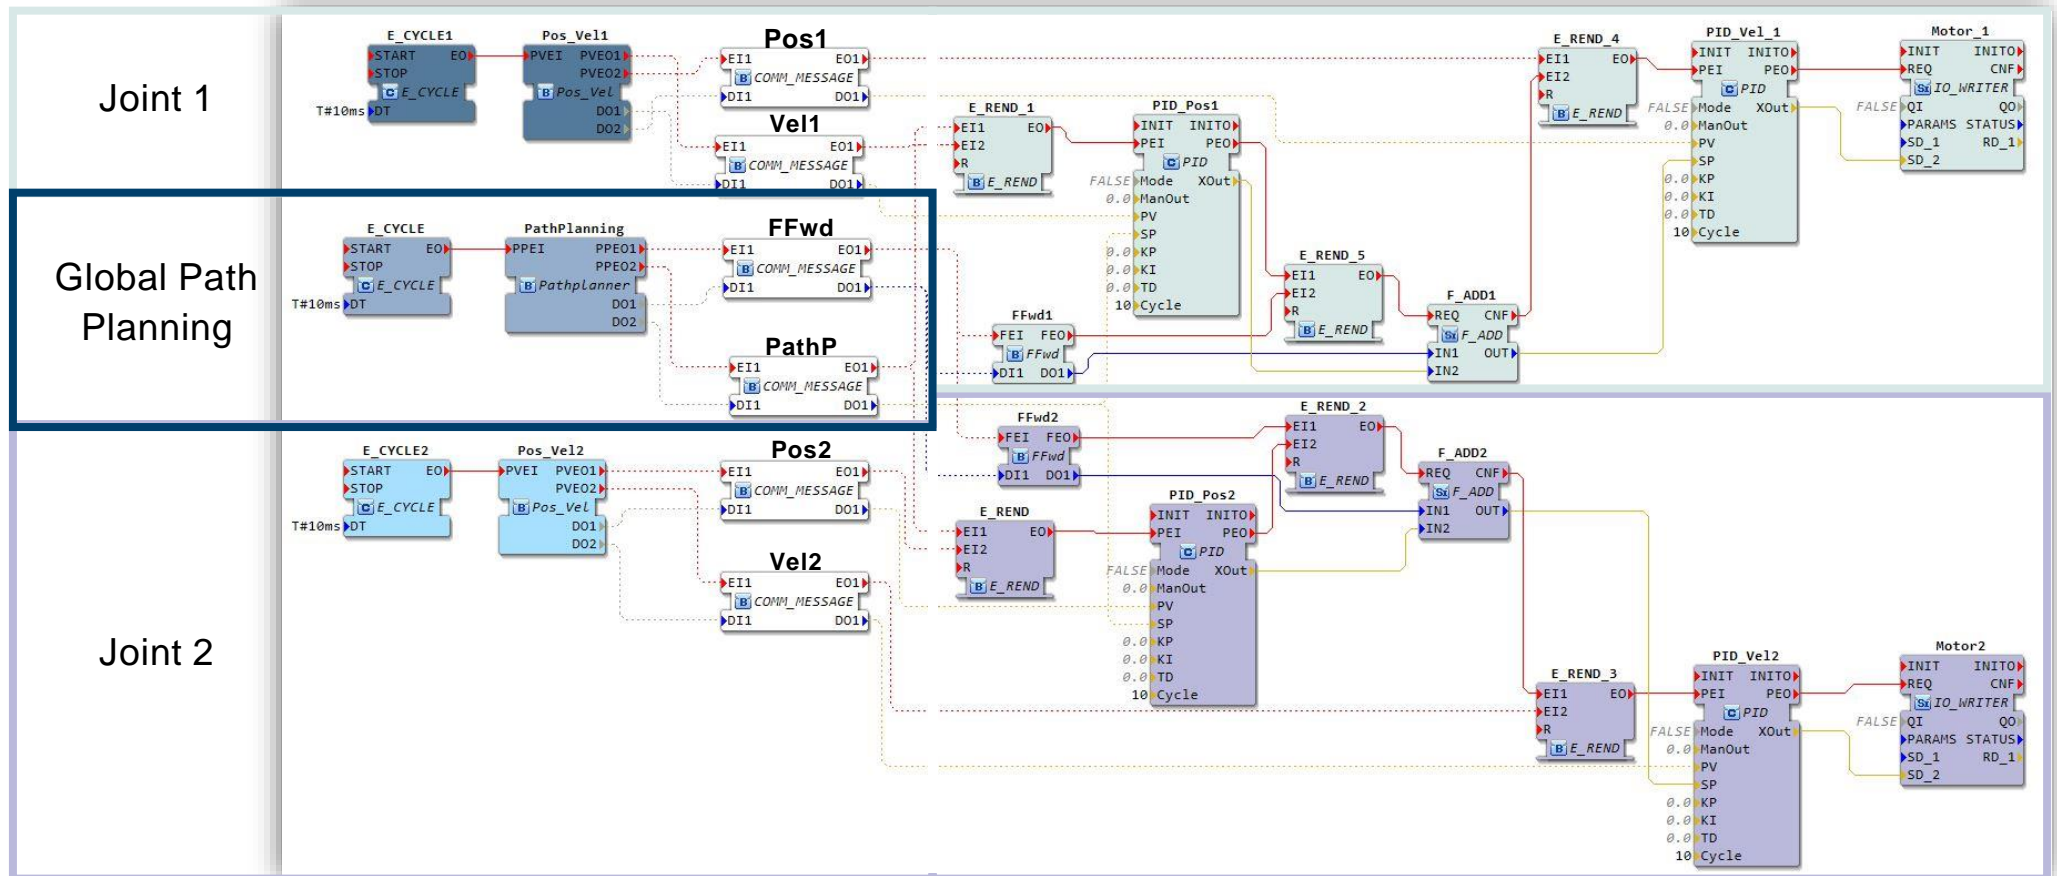 Joint 1
E_CYCLE1
START EO
STOP
E_CYCLE
T#10ms DT
Pos_Vel1
PVEI PVEO1
PVEO2
Pos_Vel
DO1
DO2
Pos1
EI1 EO1
COMM_MESSAGE
DI1 DO1
Vel1
EI1 EO1
COMM_MESSAGE
DI1 DO1
E_REND_1
EI1 EO
EI2
R
E_REND
PID_Pos1
INIT INITO
PEI PEO
PID
FALSE Mode XOut
0.0 ManOut
PV
SP
0.0 KP
0.0 KI
0.0 TD
10 Cycle
E_REND_5
EI1 EO
EI2
R
E_REND
FFwd1
FEI FEO
FFwd
DI1 DO1
F_ADD1
REQ CNF
F_ADD
IN1 OUT
IN2
E_REND_4
EI1 EO
EI2
R
E_REND
PID_Vel_1
INIT INITO
PEI PEO
PID
FALSE Mode XOut
0.0 ManOut
PV
SP
0.0 KP
0.0 KI
0.0 TD
10 Cycle
Motor_1
INIT INITO
REQ CNF
IO_WRITER
FALSE QI QO
PARAMS STATUS
SD_1 RD_1
SD_2
Global Path
Planning
E_CYCLE
START EO
STOP
E_CYCLE
T#10ms DT
PathPlanning
PPEI PPEO1
PPEO2
Pathplanner
DO1
DO2
FFwd
EI1 EO1
COMM_MESSAGE
DI1 DO1
PathP
EI1 EO1
COMM_MESSAGE
DI1 DO1
Joint 2
E_CYCLE2
START EO
STOP
E_CYCLE
T#10ms DT
Pos_Vel2
PVEI PVEO1
PVEO2
Pos_Vel
DO1
DO2
Pos2
EI1 EO1
COMM_MESSAGE
DI1 DO1
Vel2
EI1 EO1
COMM_MESSAGE
DI1 DO1
FFwd2
FEI FEO
FFwd
DI1 DO1
E_REND
EI1 EO
EI2
R
E_REND
PID_Pos2
INIT INITO
PEI PEO
PID
FALSE Mode XOut
0.0 ManOut
PV
SP
0.0 KP
0.0 KI
0.0 TD
10 Cycle
E_REND_2
EI1 EO
EI2
R
E_REND
F_ADD2
REQ CNF
F_ADD
IN1 OUT
IN2
E_REND_3
EI1 EO
EI2
R
E_REND
PID_Vel2
INIT INITO
PEI PEO
PID
FALSE Mode XOut
0.0 ManOut
PV
SP
0.0 KP
0.0 KI
0.0 TD
10 Cycle
Motor2
INIT INITO
REQ CNF
IO_WRITER
FALSE QI QO
PARAMS STATUS
SD_1 RD_1
SD_2